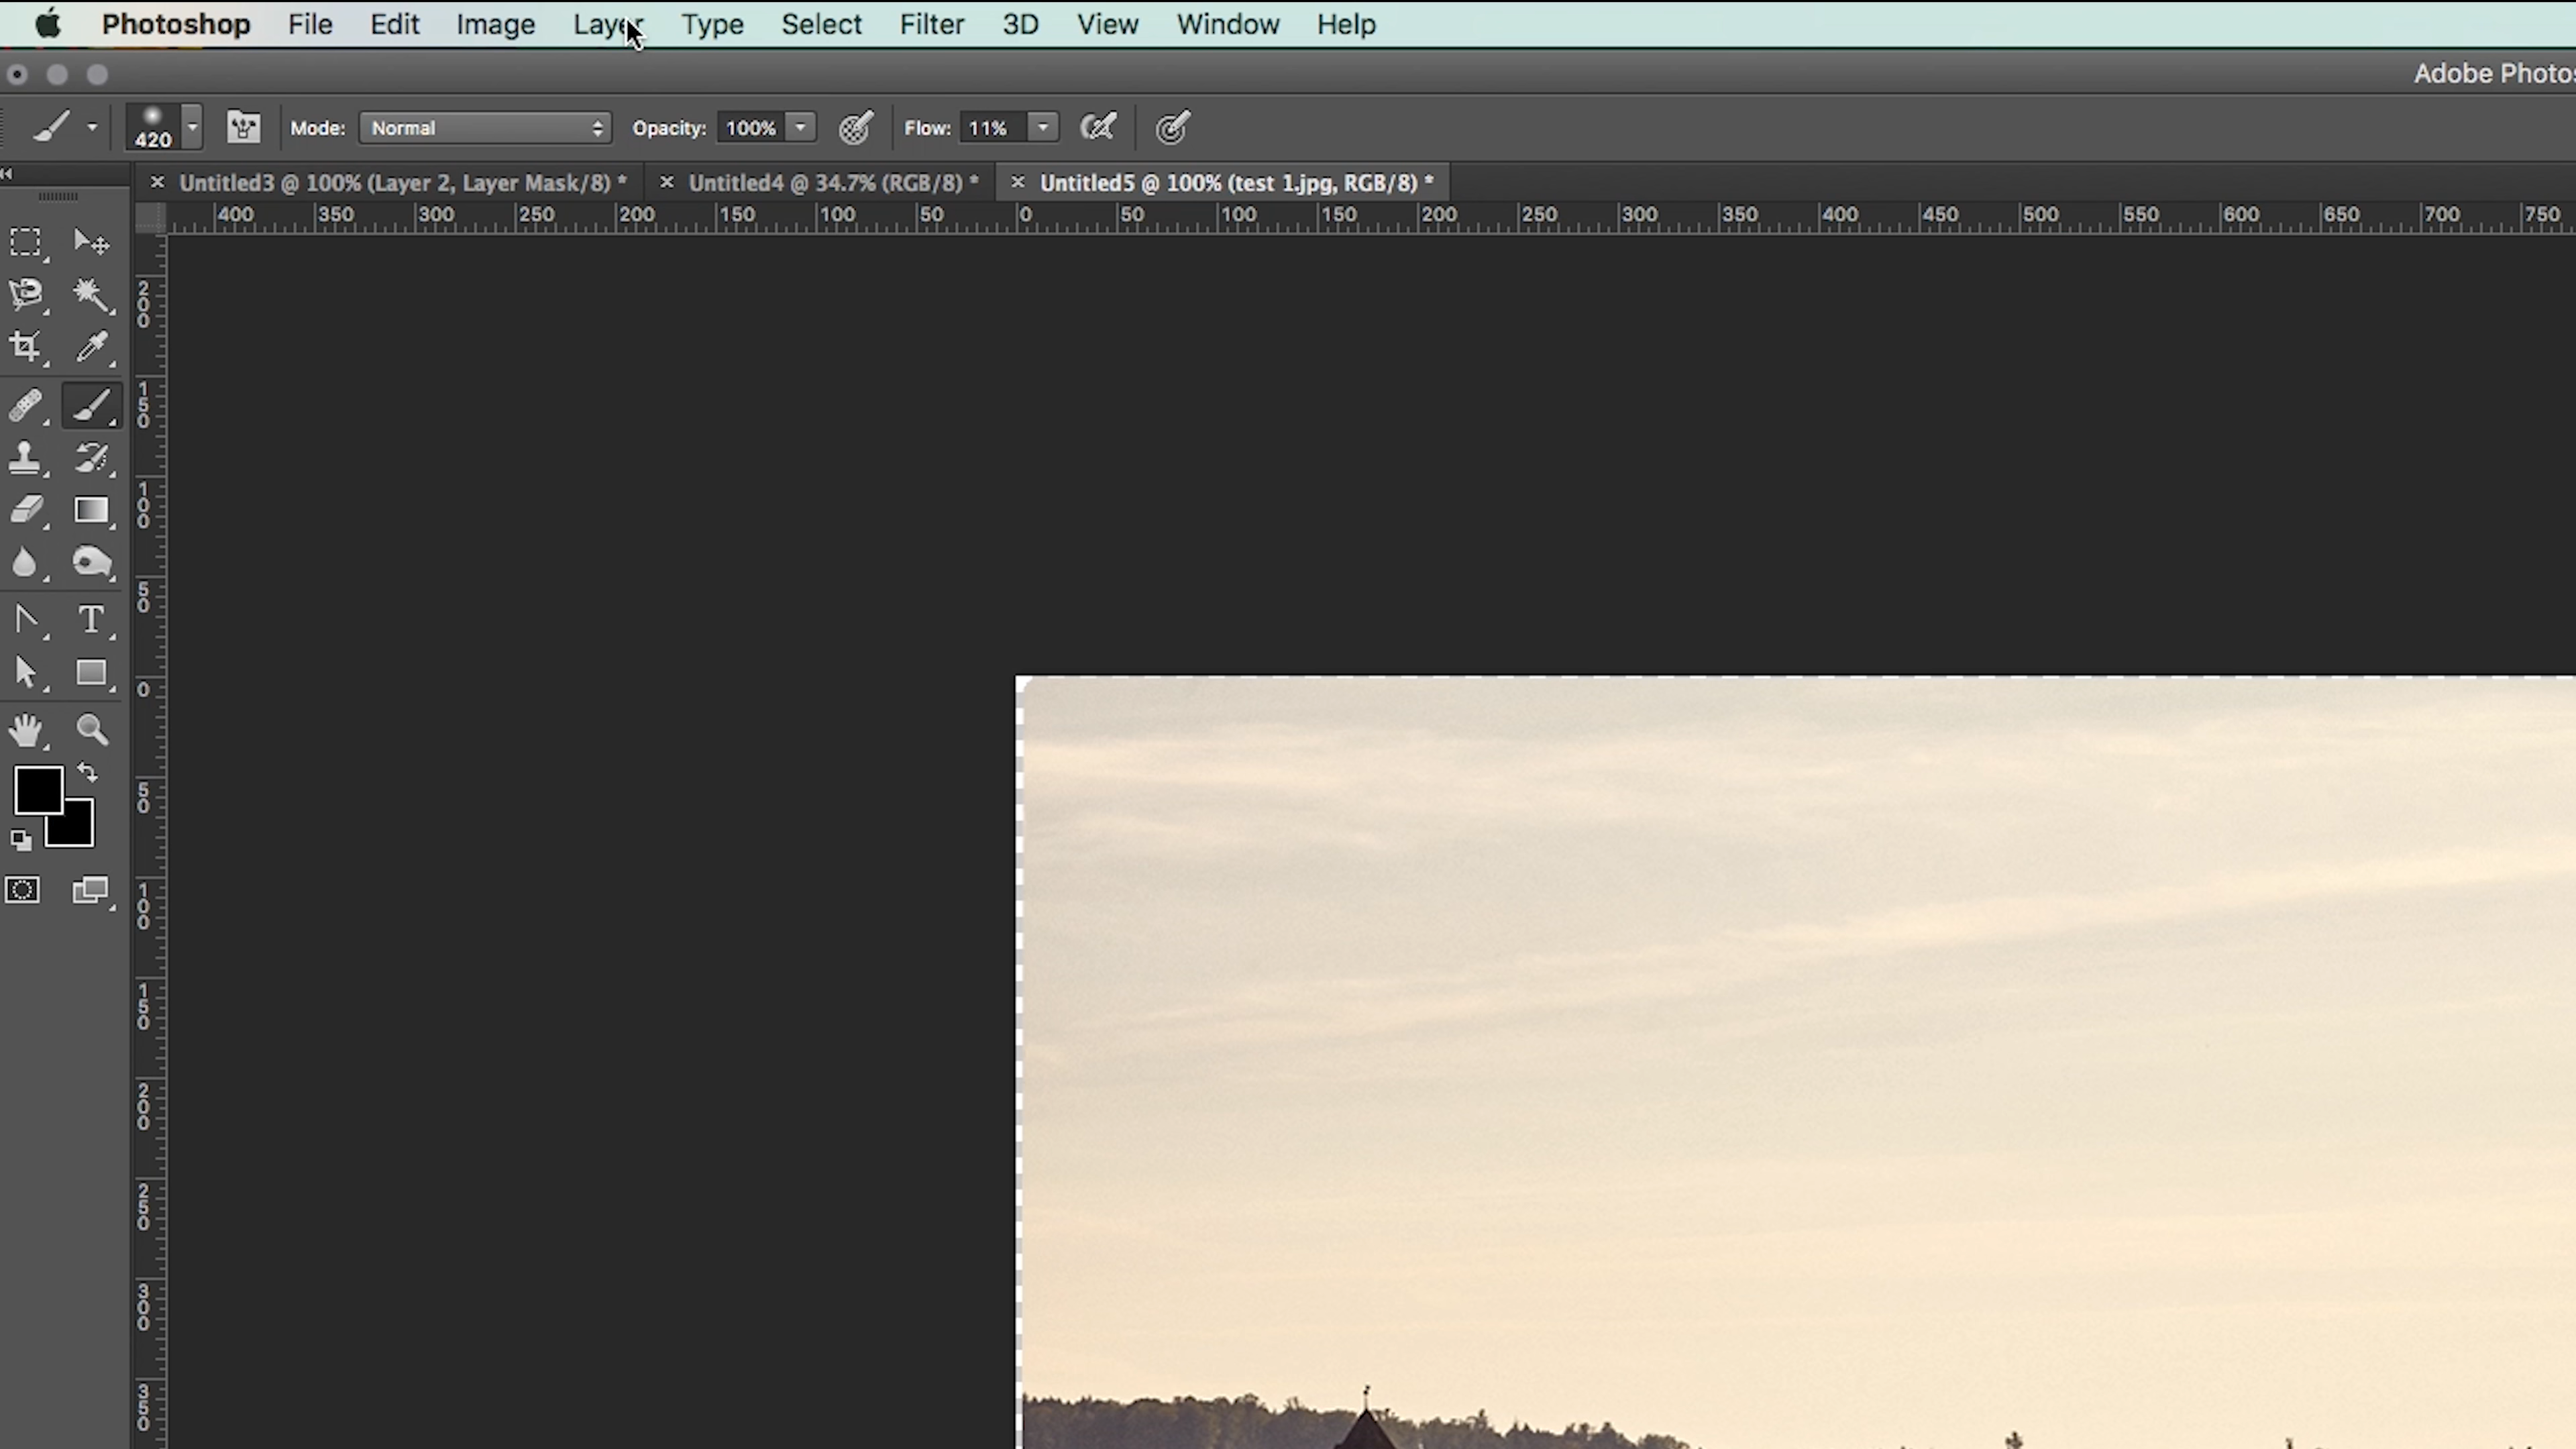 Photoshop File Edit Image Layer Type Select Filter 3D View Window Help
Adobe Photos
420 Mode: Normal Opacity: 100% Flow: 11%
Untitled3 @ 100% (Layer 2, Layer Mask/8) * Untitled4 @ 34.7% (RGB/8) * Untitled5 @ 100% (test 1.jpg, RGB/8) *
400 350 300 250 200 150 100 50 0 50 100 150 200 250 300 350 400 450 500 550 600 650 700 750
200
150
100
50
T
0
50
100
150
200
250
300
350